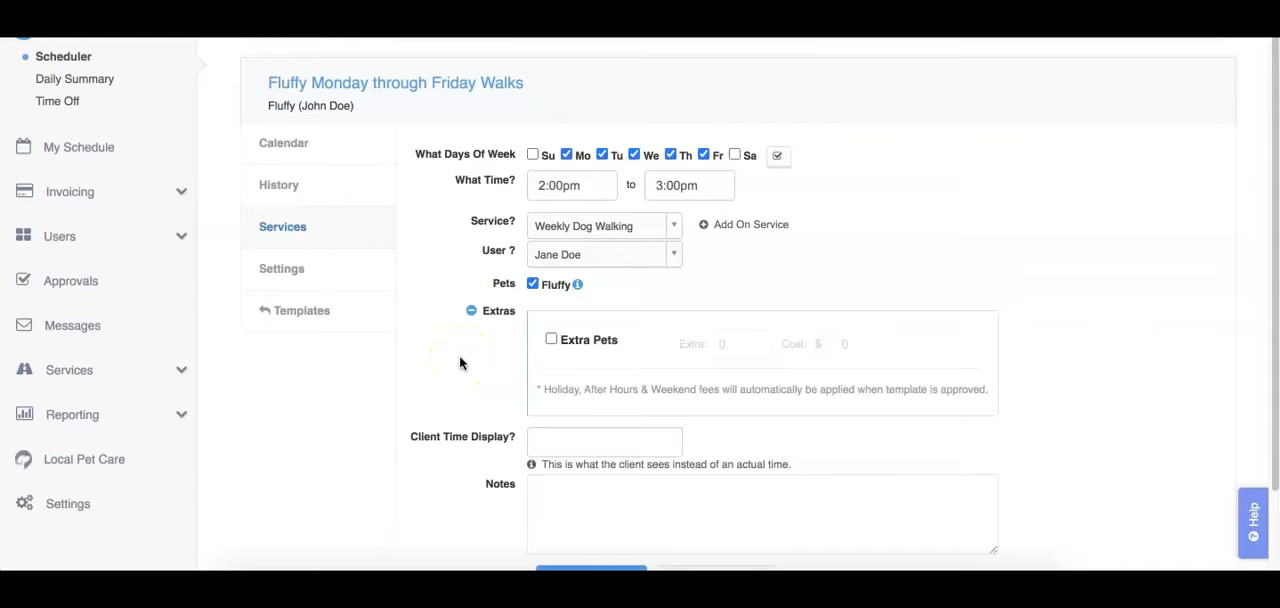 Scheduler
Daily Summary
Time Off
My Schedule
Invoicing
Users
Approvals
Messages
Services
Reporting
Local Pet Care
Settings
Fluffy Monday through Friday Walks
Fluffy (John Doe)
Calendar
History
Services
Settings
Templates
What Days Of Week Su Mo Tu We Th Fr Sa
What Time? 2:00pm to 3:00pm
Service? Weekly Dog Walking Add On Service
User ? Jane Doe
Pets Fluffy
Extras
Extra Pets Extra: 0 Cost: $ 0
* Holiday, After Hours & Weekend fees will automatically be applied when template is approved.
Client Time Display?
This is what the client sees instead of an actual time.
Notes
Help